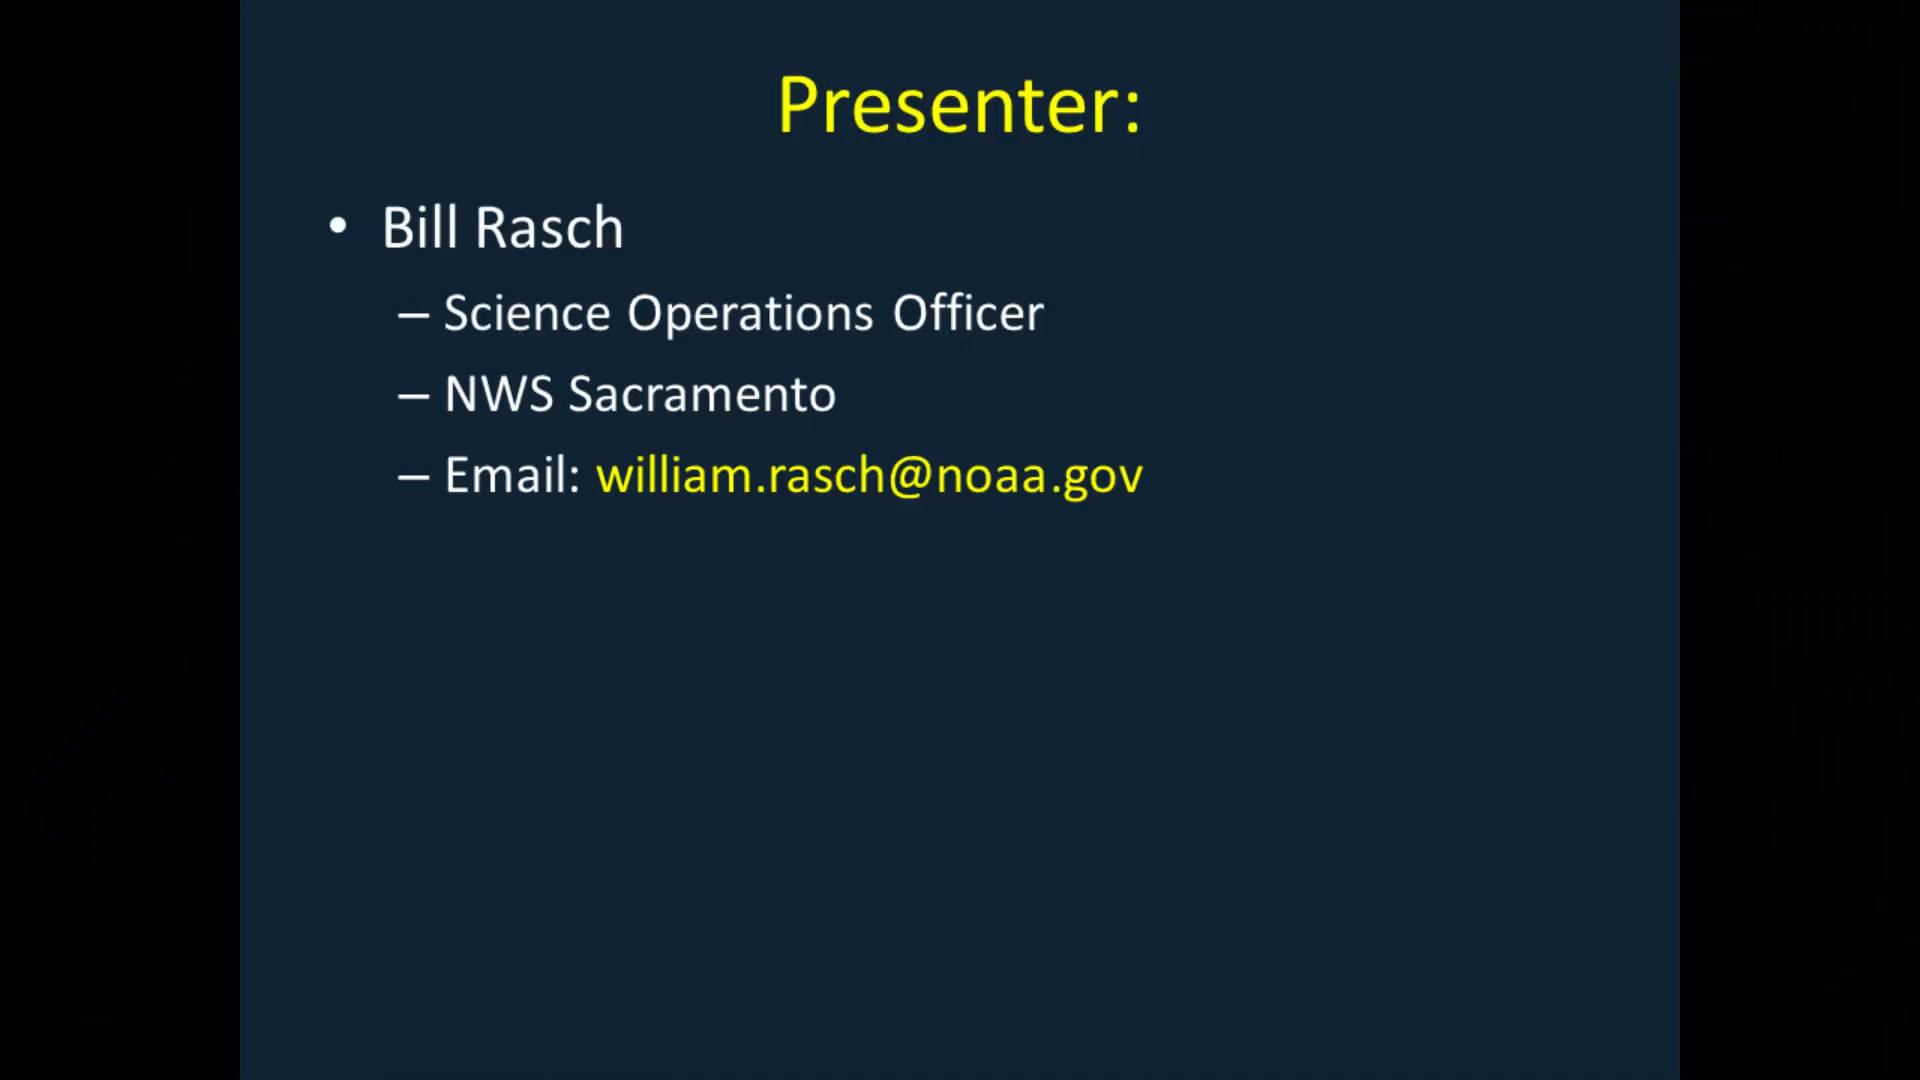 Presenter:
• Bill Rasch
– Science Operations Officer
– NWS Sacramento
– Email: william.rasch@noaa.gov